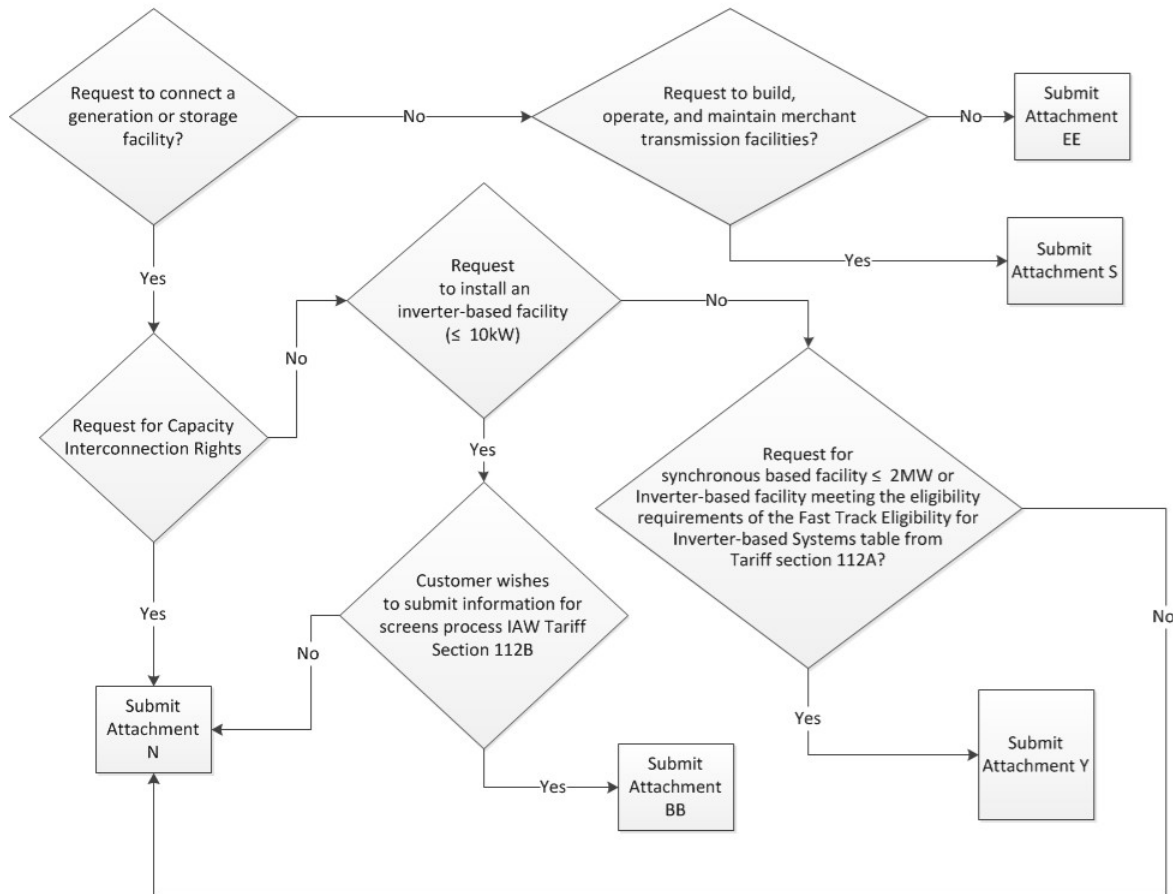 Request to connect a
generation or storage
facility?
No
Request to build,
operate, and maintain merchant
transmission facilities?
No
Submit
Attachment
EE
Yes
Submit
Attachment S
Yes
Request for Capacity
Interconnection Rights
No
Request
to install an
inverter-based facility
(≤ 10kW)
No
Yes
Request for
synchronous based facility ≤ 2MW or
Inverter-based facility meeting the eligibility
requirements of the Fast Track Eligibility for
Inverter-based Systems table from
Tariff section 112A?
Customer wishes
to submit information for
screens process IAW Tariff
Section 112B
Yes
No
No
Submit
Attachment
N
Yes
Submit
Attachment
BB
Yes
Submit
Attachment Y